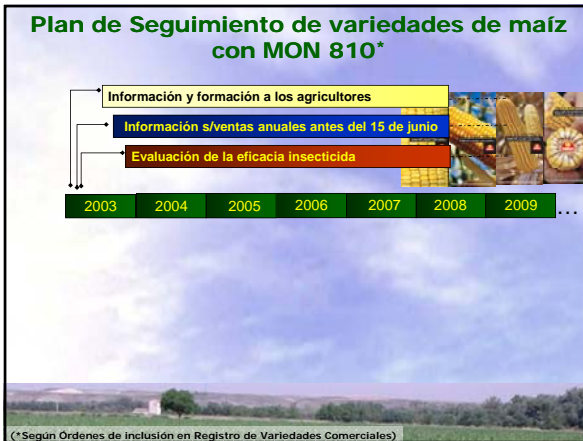 Plan de Seguimiento de variedades de maíz
con MON 810*
Información y formación a los agricultores
Información s/ventas anuales antes del 15 de junio
Evaluación de la eficacia insecticida
2003 2004 2005 2006 2007 2008 2009 ...
(*Según Órdenes de inclusión en Registro de Variedades Comerciales)